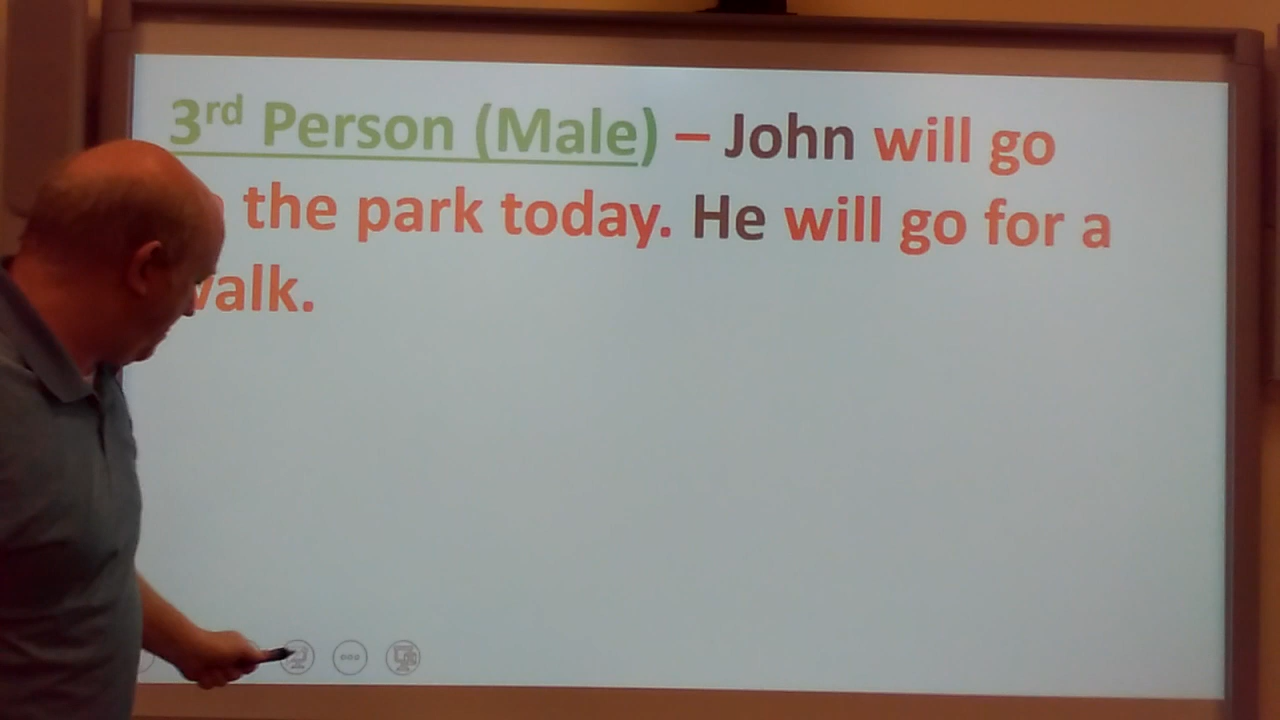 3rd Person (Male) – John will go
the park today. He will go for a
walk.